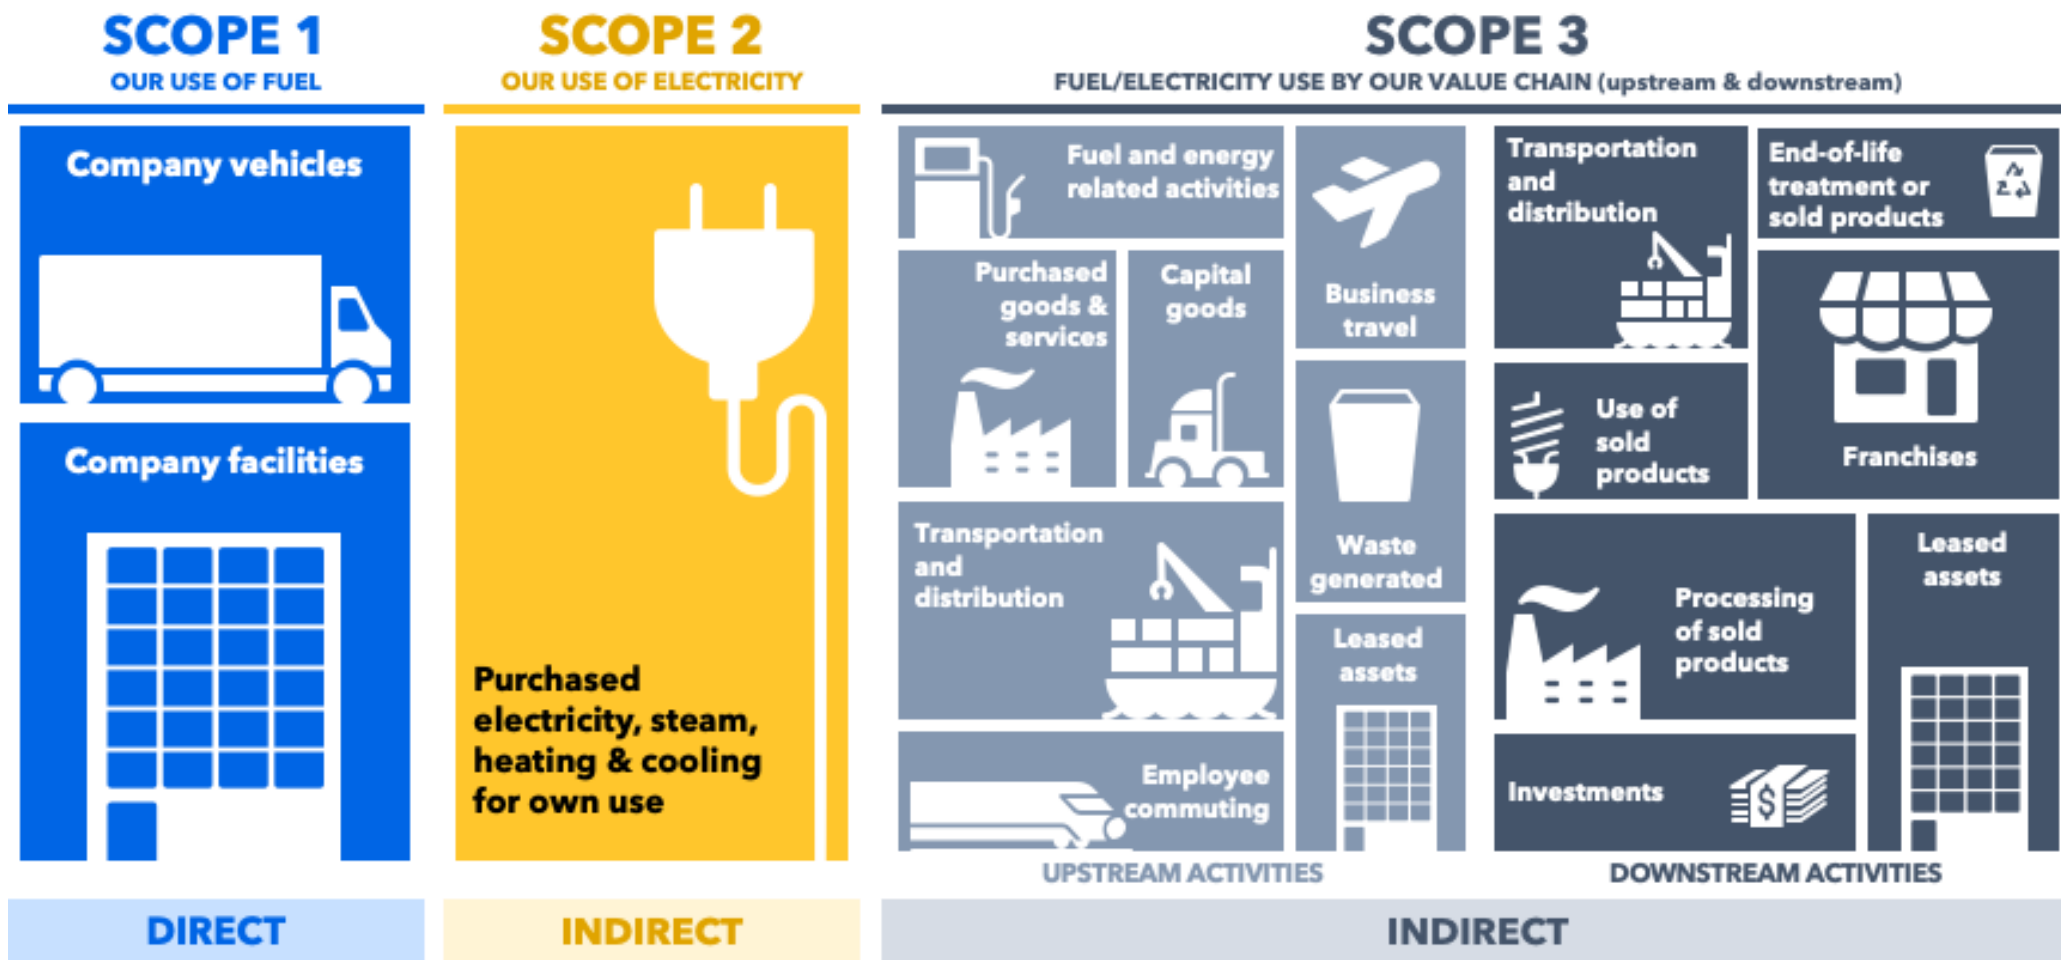 SCOPE 1
OUR USE OF FUEL
Company vehicles
Company facilities
DIRECT
SCOPE 2
OUR USE OF ELECTRICITY
Purchased
electricity, steam,
heating & cooling
for own use
INDIRECT
SCOPE 3
FUEL/ELECTRICITY USE BY OUR VALUE CHAIN (upstream & downstream)
Fuel and energy
related activities
Business
travel
Purchased
goods &
services
Capital
goods
Waste
generated
Transportation
and
distribution
Leased
assets
Employee
commuting
UPSTREAM ACTIVITIES
Transportation
and
distribution
End-of-life
treatment or
sold products
Use of
sold
products
Franchises
Processing
of sold
products
Leased
assets
Investments
$
DOWNSTREAM ACTIVITIES
INDIRECT